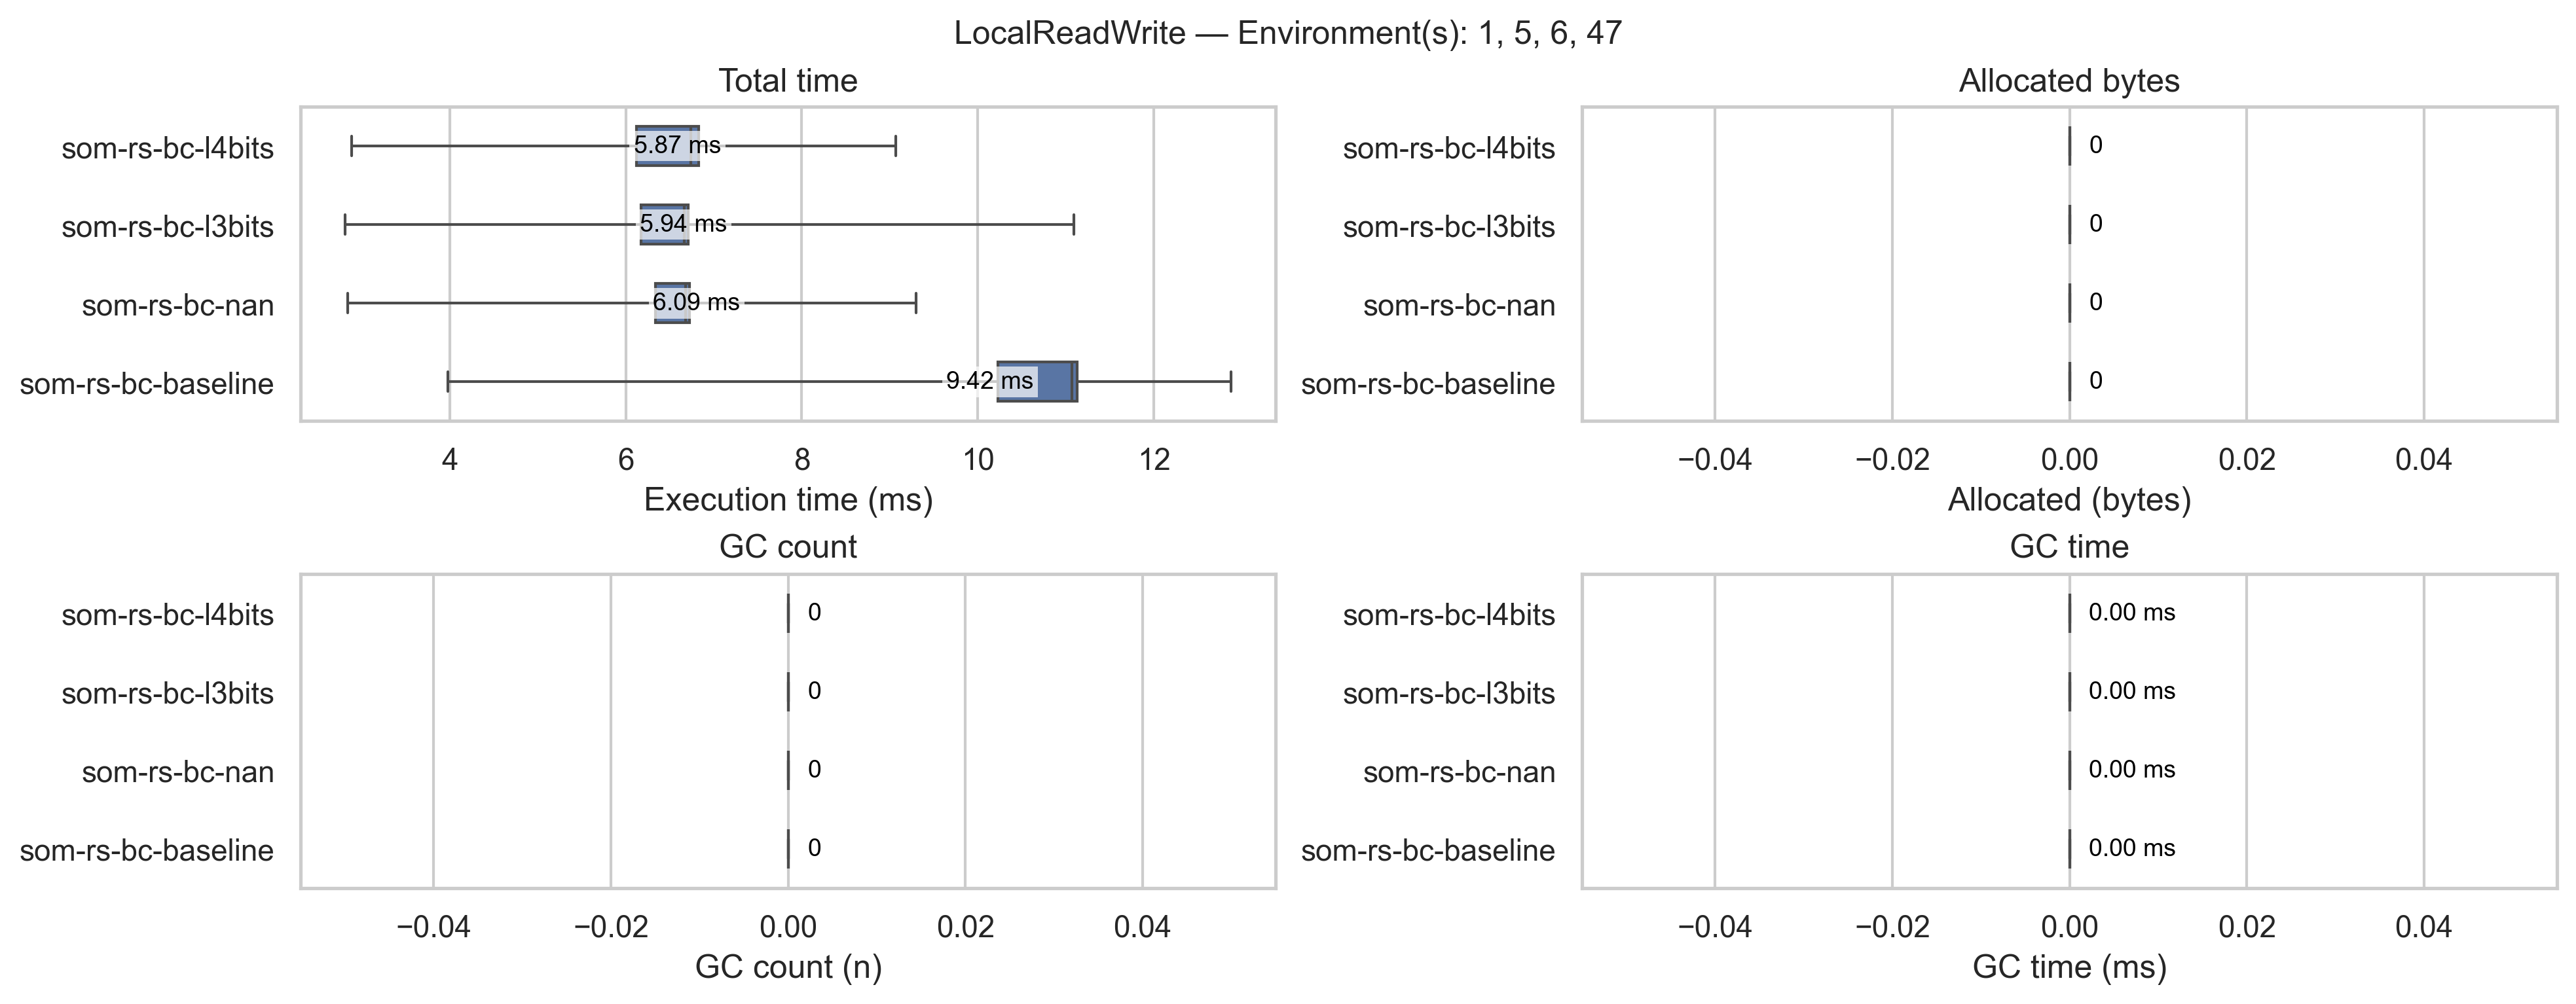 LocalReadWrite — Environment(s): 1, 5, 6, 47
Total time
som-rs-bc-l4bits
5.87 ms
som-rs-bc-l3bits
5.94 ms
som-rs-bc-nan
6.09 ms
som-rs-bc-baseline
9.42 ms
4 6 8 10 12
Execution time (ms)
Allocated bytes
som-rs-bc-l4bits
0
som-rs-bc-l3bits
0
som-rs-bc-nan
0
som-rs-bc-baseline
0
−0.04 −0.02 0.00 0.02 0.04
Allocated (bytes)
GC count
som-rs-bc-l4bits
0
som-rs-bc-l3bits
0
som-rs-bc-nan
0
som-rs-bc-baseline
0
−0.04 −0.02 0.00 0.02 0.04
GC count (n)
GC time
som-rs-bc-l4bits
0.00 ms
som-rs-bc-l3bits
0.00 ms
som-rs-bc-nan
0.00 ms
som-rs-bc-baseline
0.00 ms
−0.04 −0.02 0.00 0.02 0.04
GC time (ms)